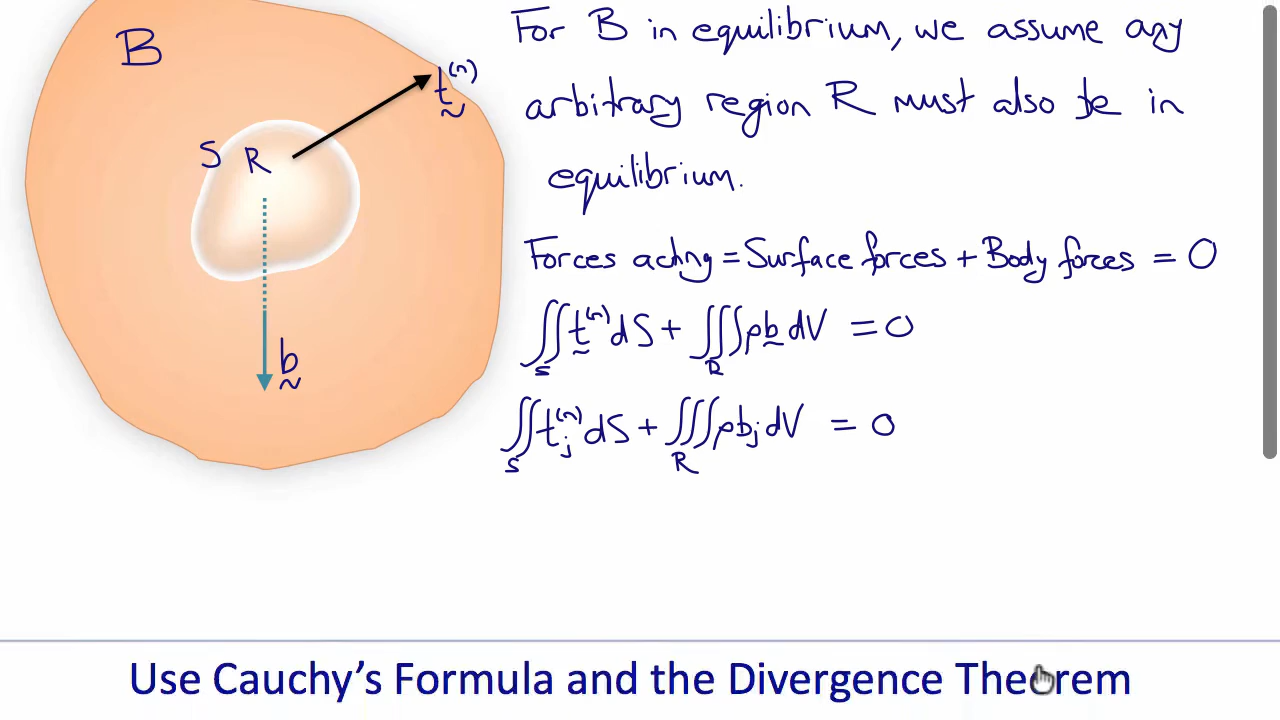 B
t^(n)
S R
b
For B in equilibrium, we assume any
arbitrary region R must also be in
equilibrium.
Forces acting = Surface forces + Body forces = 0
∬_S t^(n) dS + ∭_R ρ b dV = 0
∬_S t_j^(n) dS + ∭_R ρ b_j dV = 0
Use Cauchy's Formula and the Divergence Theorem